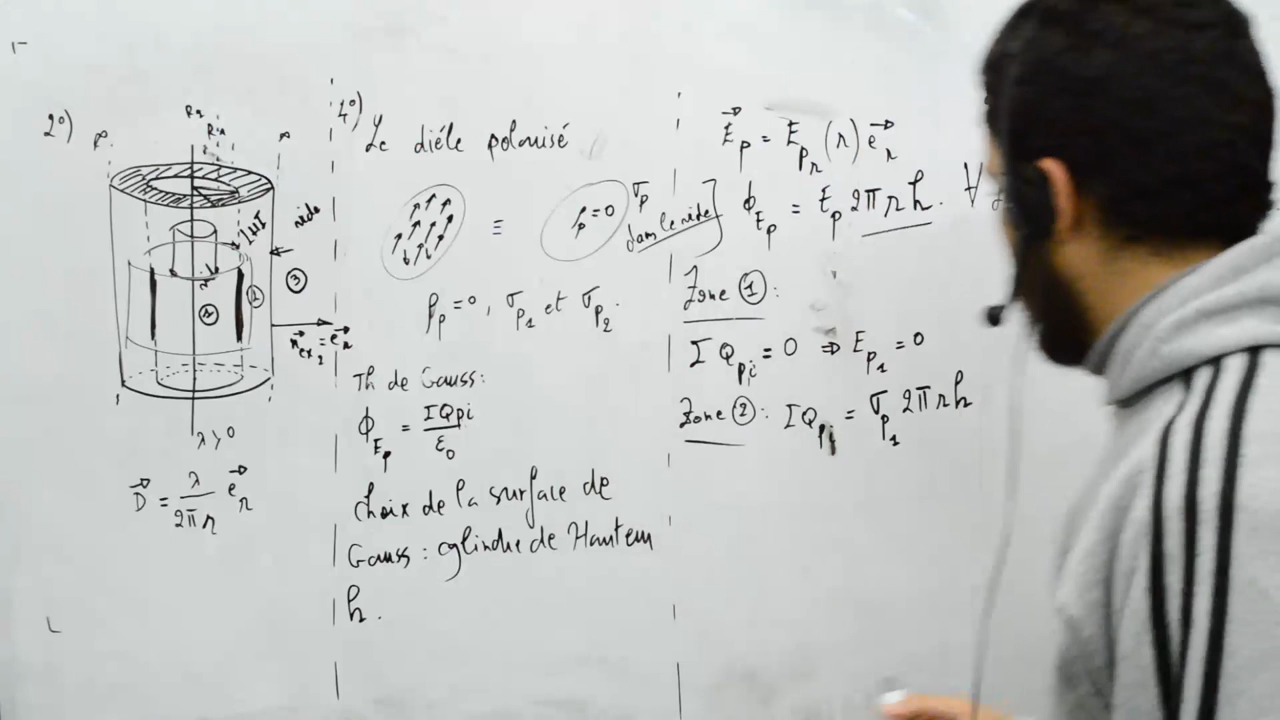 2°)
R₂
R₁
vide
③
②
①
n⃗ex₂ = e⃗r
λ > 0
D⃗ = λ/2πr e⃗r
4°)
Le diéle polarisé
≡ ρp = 0 σp dans le vide
ρp = 0, σp₁ et σp₂.
Th de Gauss:
ϕEp = ΣQpi/ε₀
choix de la surface de
Gauss : cylindre de Hauteur
h.
E⃗p = Epr(r) e⃗r
ϕEp = Ep 2πrh. ∀
Zone ①:
ΣQpi = 0 ⇒ Ep₁ = 0
Zone ②: ΣQpi = σp₁ 2πrh